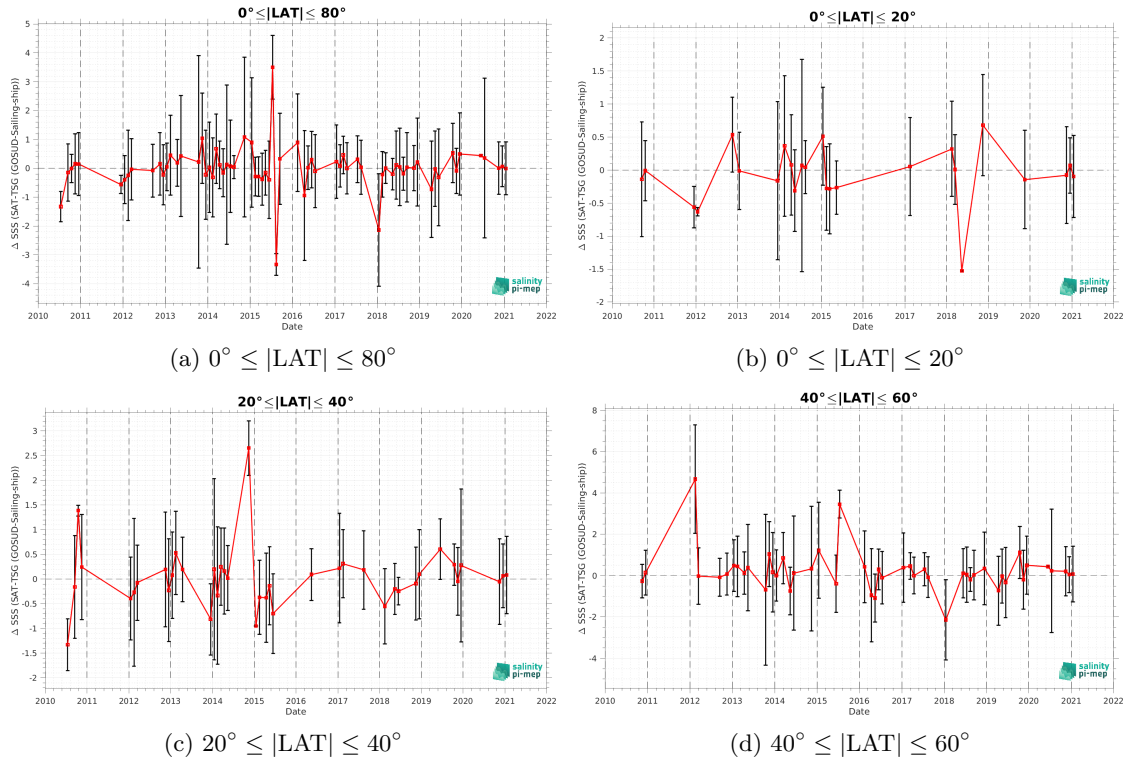 0°≤|LAT|≤ 80°
Δ SSS (SAT-TSG (GOSUD-Sailing-ship))
5
4
3
2
1
0
-1
-2
-3
-4
2010 2011 2012 2013 2014 2015 2016 2017 2018 2019 2020 2021 2022
Date
salinity
pi-mep
(a) 0° ≤ |LAT| ≤ 80°
0°≤|LAT|≤ 20°
Δ SSS (SAT-TSG (GOSUD-Sailing-ship))
2
1.5
1
0.5
0
-0.5
-1
-1.5
-2
2010 2011 2012 2013 2014 2015 2016 2017 2018 2019 2020 2021 2022
Date
salinity
pi-mep
(b) 0° ≤ |LAT| ≤ 20°
20°≤|LAT|≤ 40°
Δ SSS (SAT-TSG (GOSUD-Sailing-ship))
3
2.5
2
1.5
1
0.5
0
-0.5
-1
-1.5
-2
2010 2011 2012 2013 2014 2015 2016 2017 2018 2019 2020 2021 2022
Date
salinity
pi-mep
(c) 20° ≤ |LAT| ≤ 40°
40°≤|LAT|≤ 60°
Δ SSS (SAT-TSG (GOSUD-Sailing-ship))
8
6
4
2
0
-2
-4
2011 2012 2013 2014 2015 2016 2017 2018 2019 2020 2021 2022
Date
salinity
pi-mep
(d) 40° ≤ |LAT| ≤ 60°